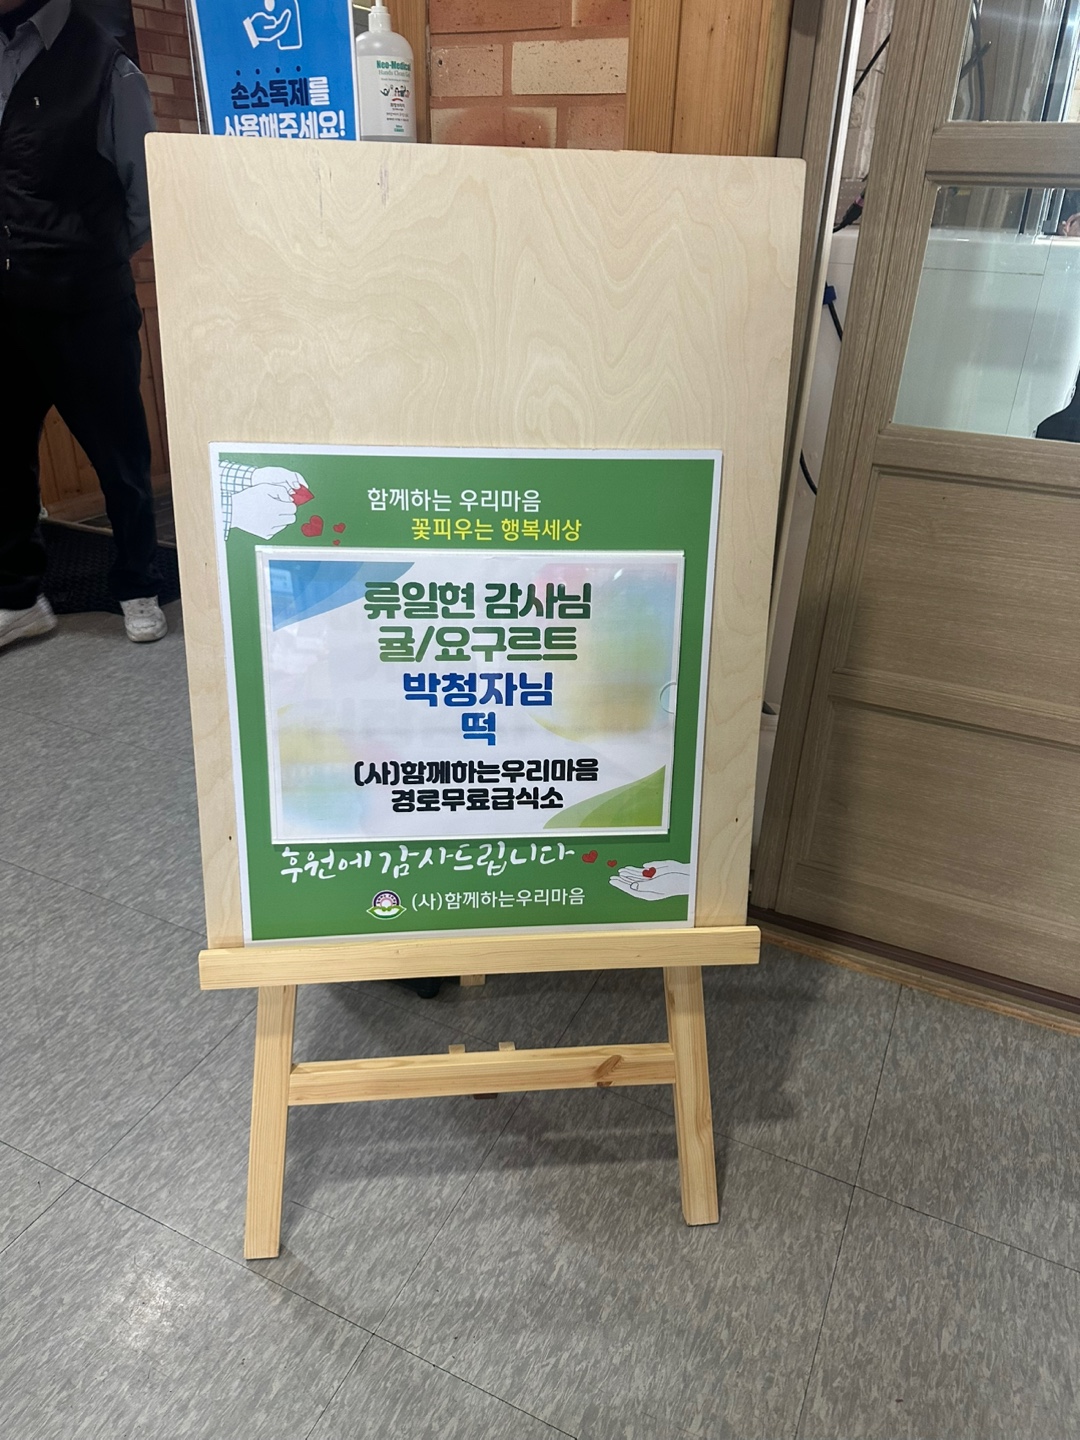 손소독제를
사용해주세요!
Neo-Medical
함께하는 우리마음
꽃피우는 행복세상
류일현 감사님
귤/요구르트
박청자님
떡
(사)함께하는우리마음
경로무료급식소
후원에 감사드립니다
(사)함께하는우리마음